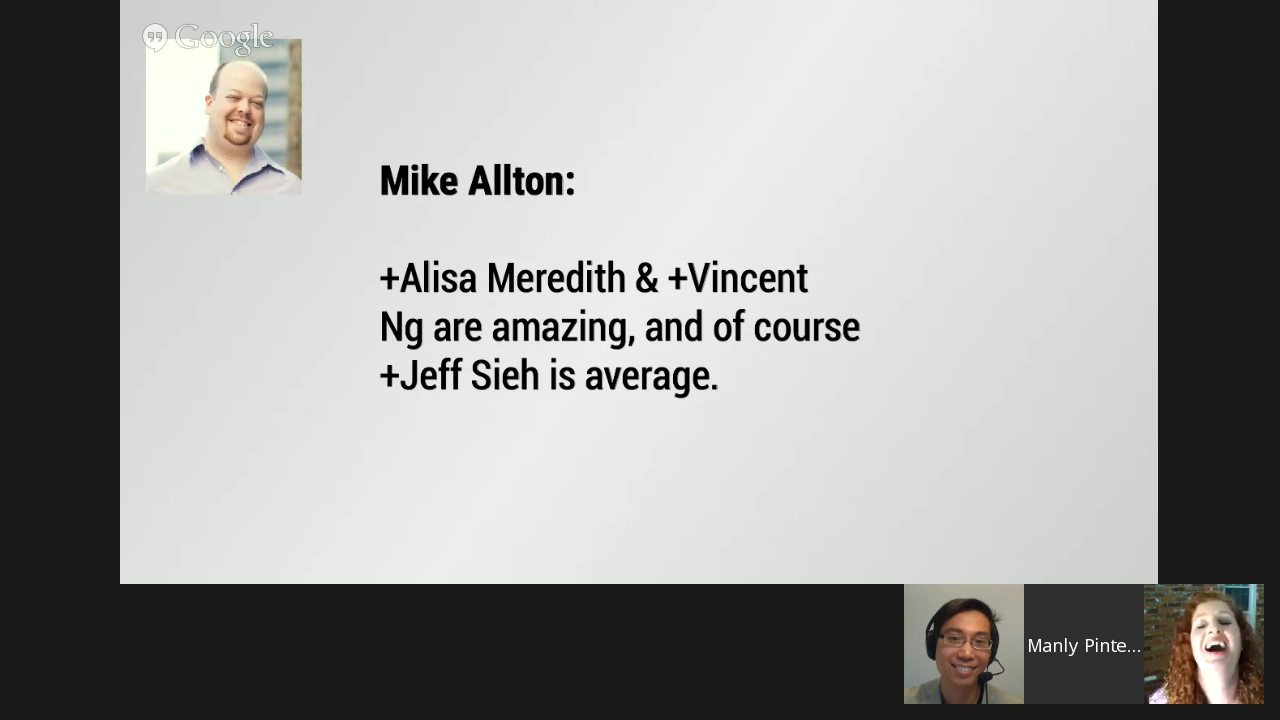 Google
Mike Allton:
+Alisa Meredith & +Vincent
Ng are amazing, and of course
+Jeff Sieh is average.
Manly Pinte...